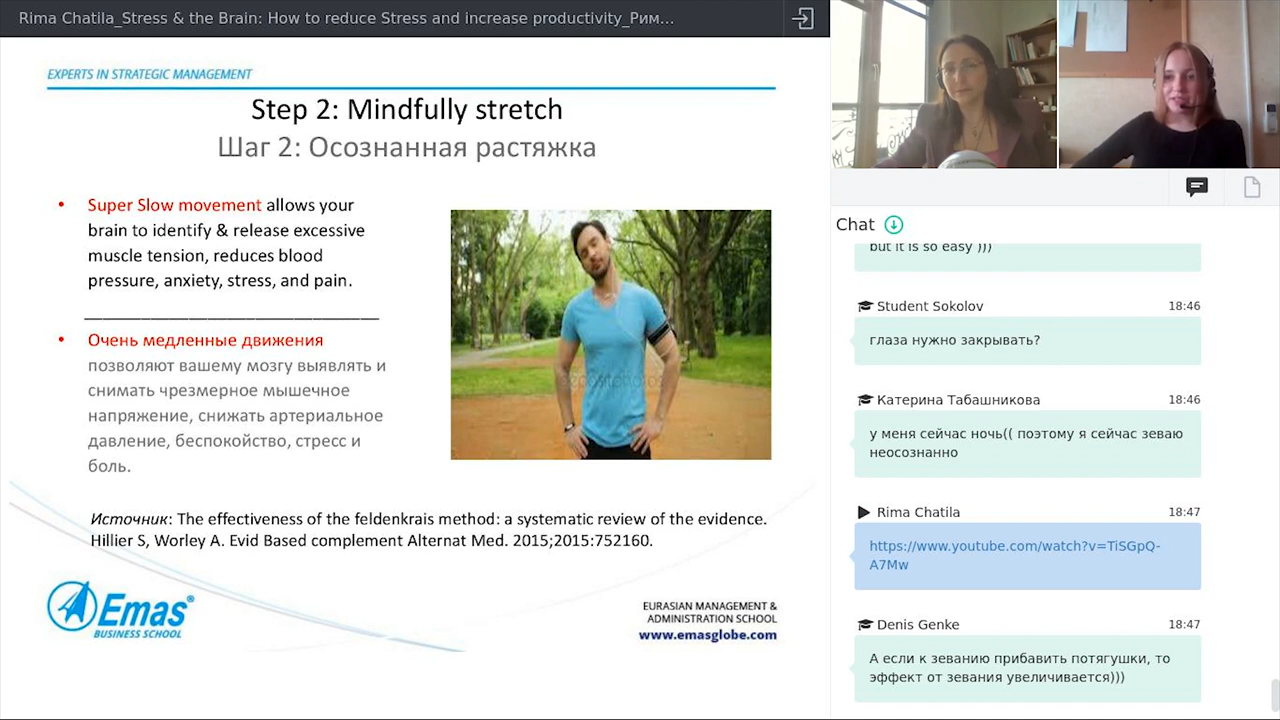 Rima Chatila_Stress & the Brain: How to reduce Stress and increase productivity_Рим...
EXPERTS IN STRATEGIC MANAGEMENT
Step 2: Mindfully stretch
Шаг 2: Осознанная растяжка
• Super Slow movement allows your
brain to identify & release excessive
muscle tension, reduces blood
pressure, anxiety, stress, and pain.
• Очень медленные движения
позволяют вашему мозгу выявлять и
снимать чрезмерное мышечное
напряжение, снижать артериальное
давление, беспокойство, стресс и
боль.
depositphotos
Источник: The effectiveness of the feldenkrais method: a systematic review of the evidence.
Hillier S, Worley A. Evid Based complement Alternat Med. 2015;2015:752160.
Emas®
BUSINESS SCHOOL
EURASIAN MANAGEMENT &
ADMINISTRATION SCHOOL
www.emasglobe.com
Chat
but it is so easy )))
Student Sokolov 18:46
глаза нужно закрывать?
Катерина Табашникова 18:46
у меня сейчас ночь(( поэтому я сейчас зеваю
неосознанно
Rima Chatila 18:47
https://www.youtube.com/watch?v=TiSGpQ-
A7Mw
Denis Genke 18:47
А если к зеванию прибавить потягушки, то
эффект от зевания увеличивается)))